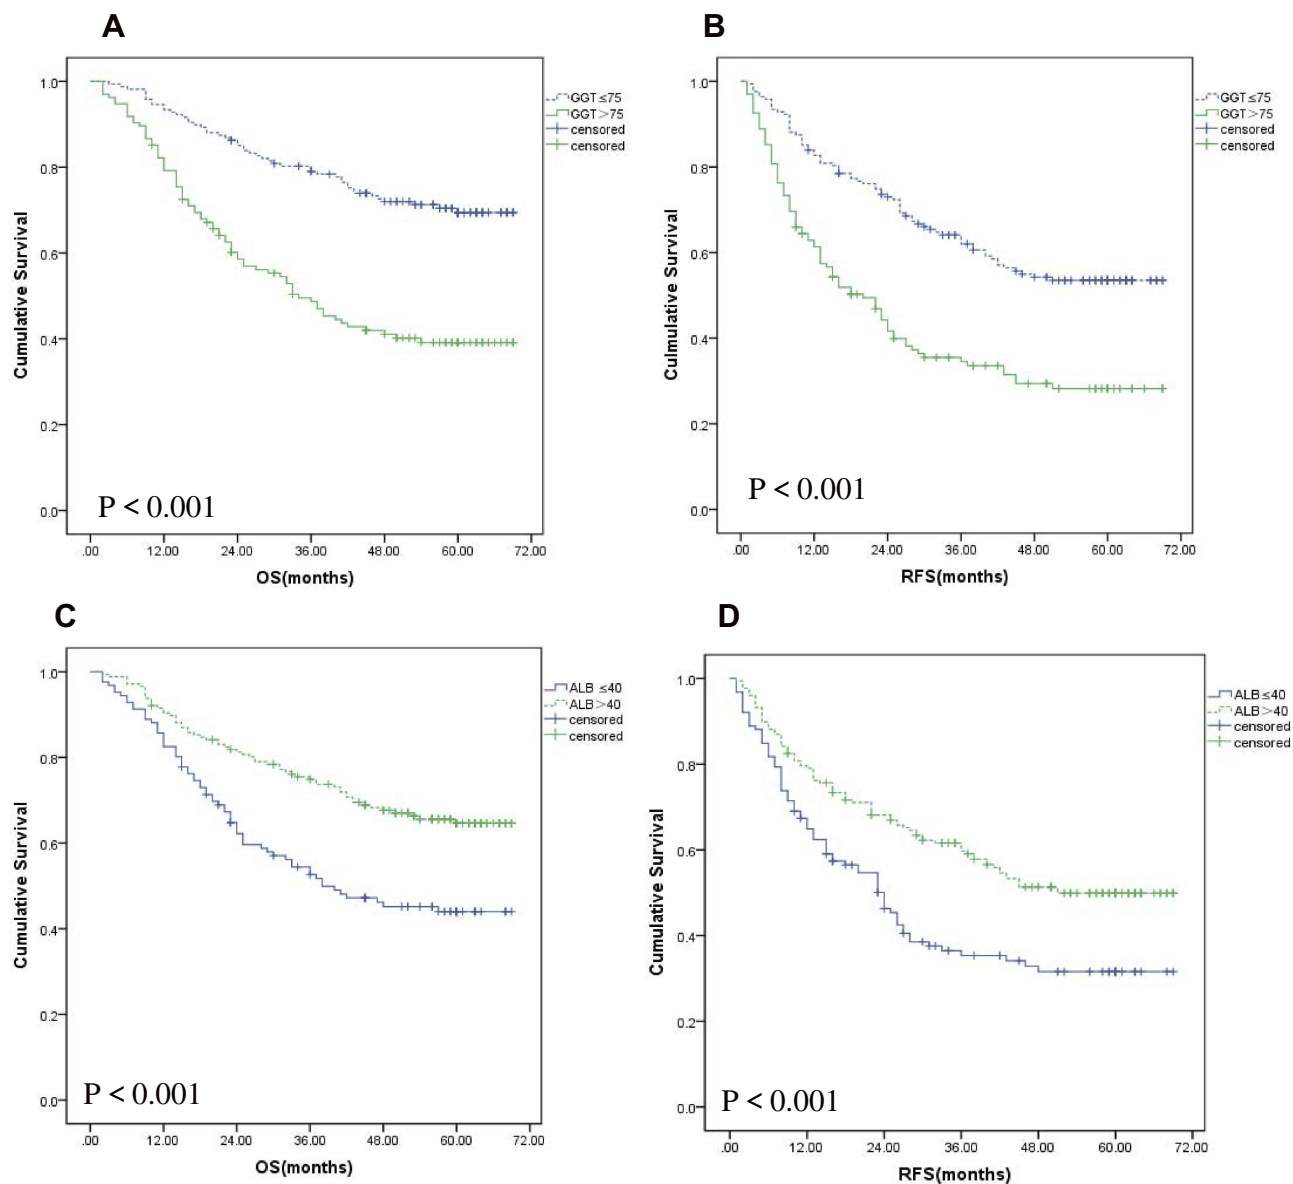 A
1.0
0.8
0.6
0.4
0.2
0.0
Cumulative Survival
P < 0.001
.00 12.00 24.00 36.00 48.00 60.00 72.00
OS(months)
GGT≤75
GGT>75
censored
censored
B
1.0
0.8
0.6
0.4
0.2
0.0
Culmulative Survival
P < 0.001
.00 12.00 24.00 36.00 48.00 60.00 72.00
RFS(months)
GGT≤75
GGT>75
censored
censored
C
1.0
0.8
0.6
0.4
0.2
0.0
Cumulative Survival
P < 0.001
.00 12.00 24.00 36.00 48.00 60.00 72.00
OS(months)
ALB ≤40
ALB>40
censored
censored
D
1.0
0.8
0.6
0.4
0.2
0.0
Cumulative Survival
P < 0.001
.00 12.00 24.00 36.00 48.00 60.00 72.00
RFS(months)
ALB≤40
ALB>40
censored
censored